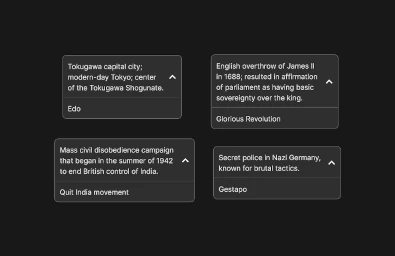 Tokugawa capital city;
modern-day Tokyo; center
of the Tokugawa Shogunate.
Edo
English overthrow of James II
in 1688; resulted in affirmation
of parliament as having basic
sovereignty over the king.
Glorious Revolution
Mass civil disobedience campaign
that began in the summer of 1942
to end British control of India.
Quit India movement
Secret police in Nazi Germany,
known for brutal tactics.
Gestapo